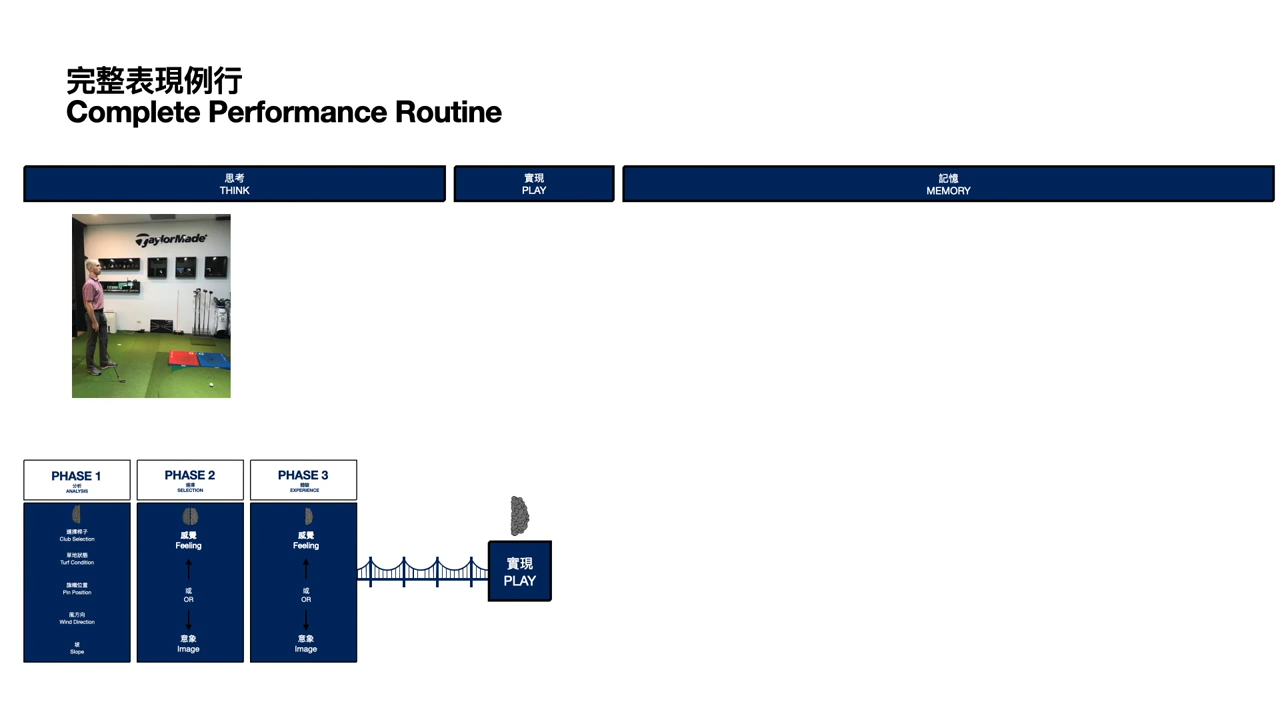 完整表現例行
Complete Performance Routine
思考
THINK
實現
PLAY
記憶
MEMORY
TaylorMade
PHASE 1
分析
ANALYSIS
選擇桿子
Club Selection
草地狀態
Turf Condition
旗幟位置
Pin Position
風方向
Wind Direction
坡
Slope
PHASE 2
選擇
SELECTION
感覺
Feeling
或
OR
意象
Image
PHASE 3
體驗
EXPERIENCE
感覺
Feeling
或
OR
意象
Image
實現
PLAY